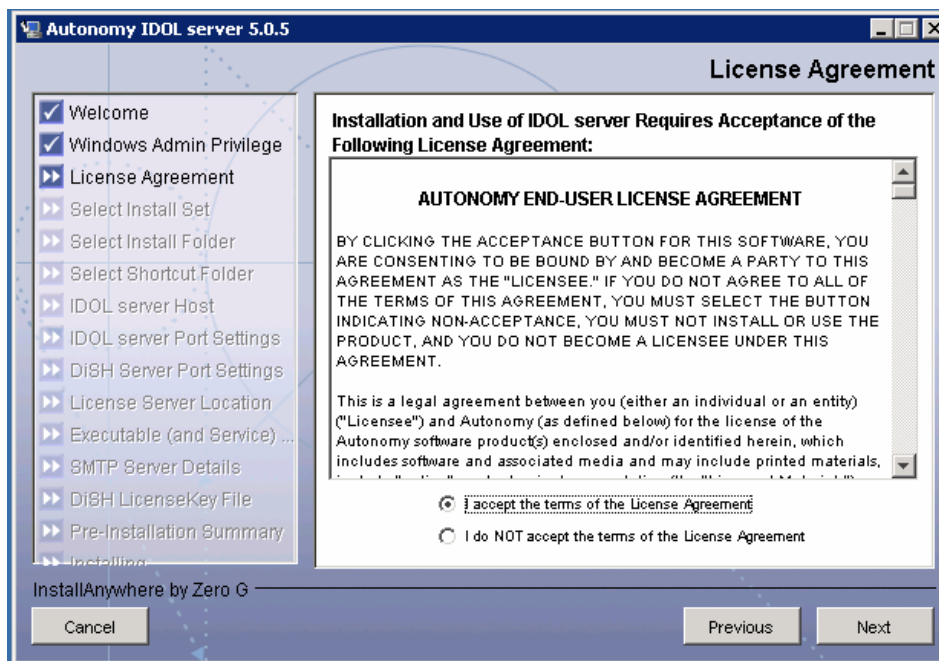 Autonomy IDOL server 5.0.5
License Agreement
Welcome
Windows Admin Privilege
License Agreement
Select Install Set
Select Install Folder
Select Shortcut Folder
IDOL server Host
IDOL server Port Settings
DiSH Server Port Settings
License Server Location
Executable (and Service) ...
SMTP Server Details
DiSH LicenseKey File
Pre-Installation Summary
Installing
Installation and Use of IDOL server Requires Acceptance of the
Following License Agreement:
AUTONOMY END-USER LICENSE AGREEMENT
BY CLICKING THE ACCEPTANCE BUTTON FOR THIS SOFTWARE, YOU
ARE CONSENTING TO BE BOUND BY AND BECOME A PARTY TO THIS
AGREEMENT AS THE "LICENSEE." IF YOU DO NOT AGREE TO ALL OF
THE TERMS OF THIS AGREEMENT, YOU MUST SELECT THE BUTTON
INDICATING NON-ACCEPTANCE, YOU MUST NOT INSTALL OR USE THE
PRODUCT, AND YOU DO NOT BECOME A LICENSEE UNDER THIS
AGREEMENT.
This is a legal agreement between you (either an individual or an entity)
("Licensee") and Autonomy (as defined below) for the license of the
Autonomy software product(s) enclosed and/or identified herein, which
includes software and associated media and may include printed materials,
I accept the terms of the License Agreement
I do NOT accept the terms of the License Agreement
InstallAnywhere by Zero G
Cancel
Previous
Next